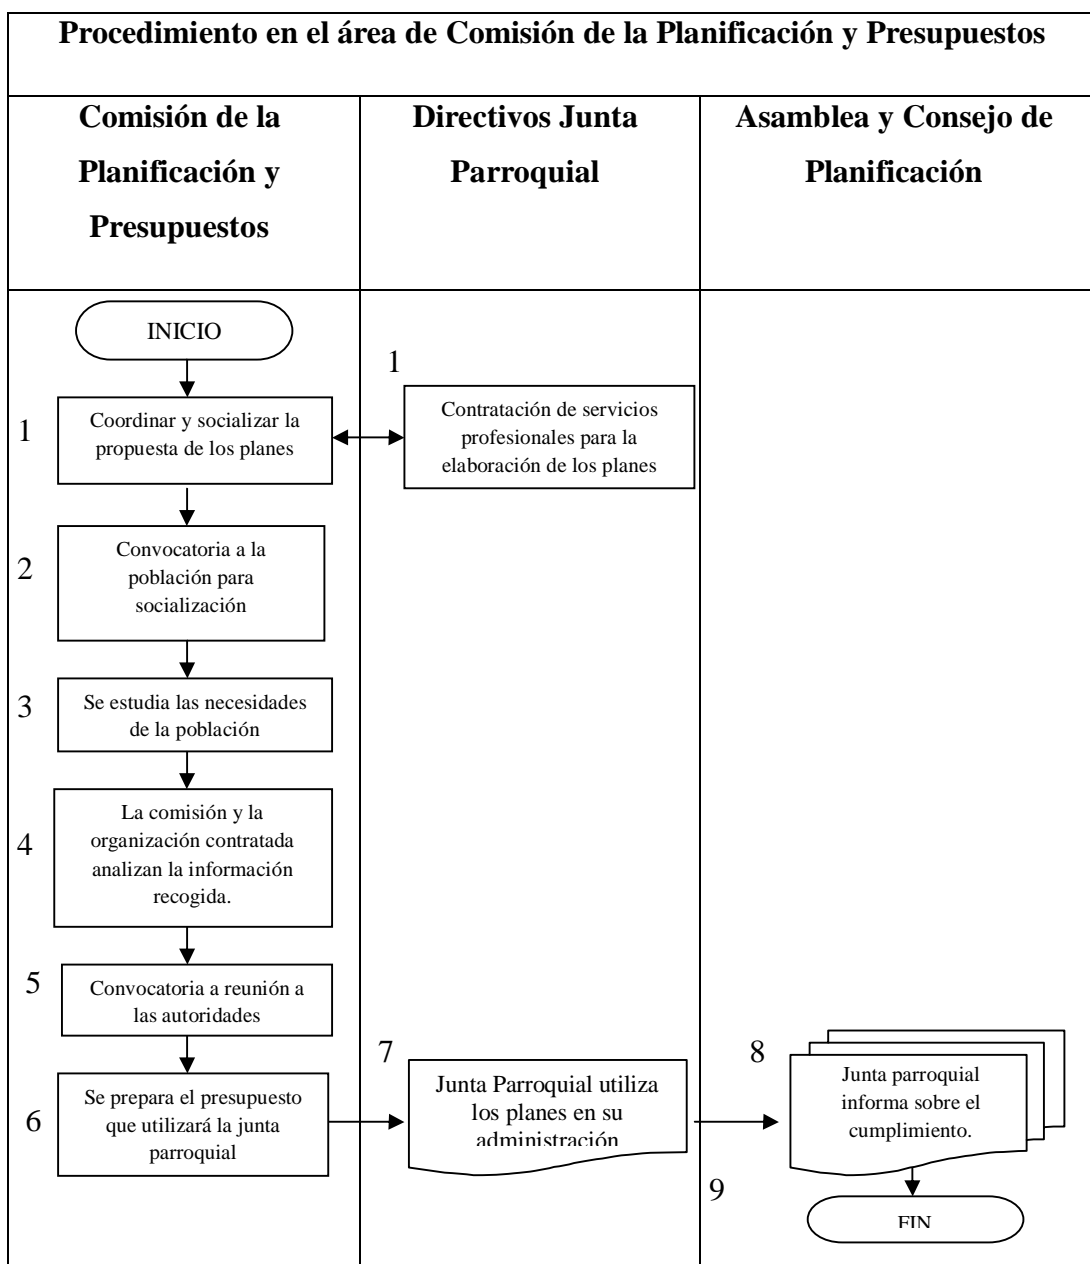 Procedimiento en el área de Comisión de la Planificación y Presupuestos
Comisión de la
Planificación y
Presupuestos
Directivos Junta
Parroquial
Asamblea y Consejo de
Planificación
INICIO
1
Coordinar y socializar la
propuesta de los planes
1
Contratación de servicios
profesionales para la
elaboración de los planes
2
Convocatoria a la
población para
socialización
3
Se estudia las necesidades
de la población
4
La comisión y la
organización contratada
analizan la información
recogida.
5
Convocatoria a reunión a
las autoridades
6
Se prepara el presupuesto
que utilizará la junta
parroquial
7
Junta Parroquial utiliza
los planes en su
administración
8
Junta parroquial
informa sobre el
cumplimiento.
9
FIN